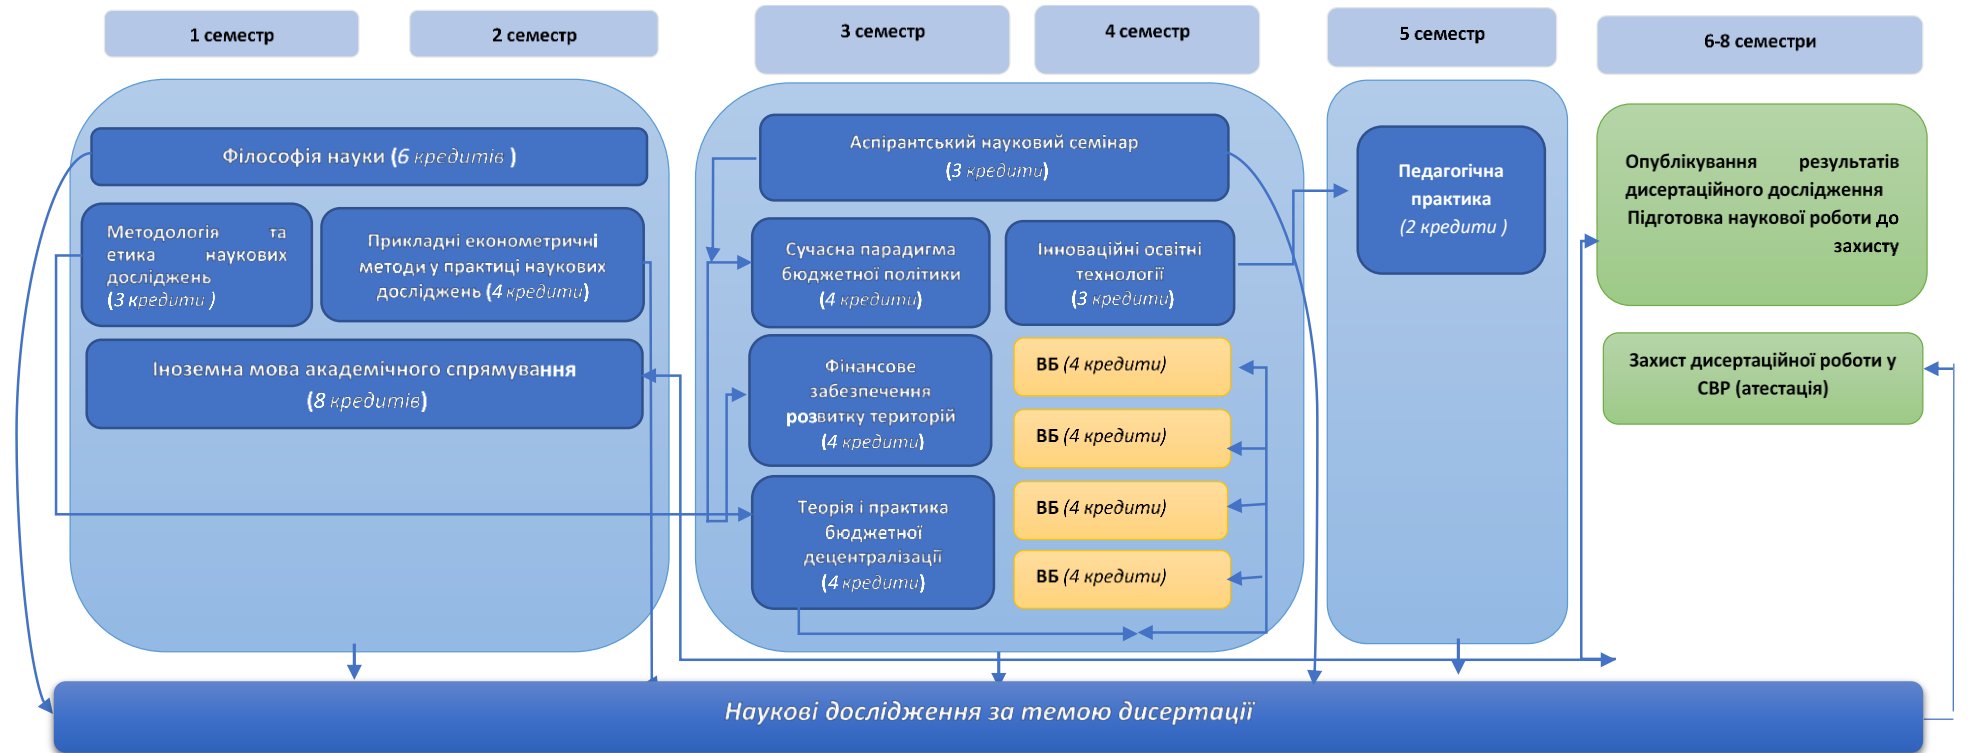 1 семестр
2 семестр
3 семестр
4 семестр
5 семестр
6-8 семестри
Філософія науки (6 кредитів )
Методологія та
етика наукових
досліджень
(3 кредити )
Прикладні економетричні
методи у практиці наукових
досліджень (4 кредити)
Іноземна мова академічного спрямування
(8 кредитів)
Аспірантський науковий семінар
(3 кредити)
Сучасна парадигма
бюджетної політики
(4 кредити)
Інноваційні освітні
технології
(3 кредити)
Фінансове
забезпечення
розвитку територій
(4 кредити)
Теорія і практика
бюджетної
децентралізації
(4 кредити)
ВБ (4 кредити)
ВБ (4 кредити)
ВБ (4 кредити)
ВБ (4 кредити)
Педагогічна
практика
(2 кредити )
Опублікування результатів
дисертаційного дослідження
Підготовка наукової роботи до
захисту
Захист дисертаційної роботи у
СВР (атестація)
Наукові дослідження за темою дисертації